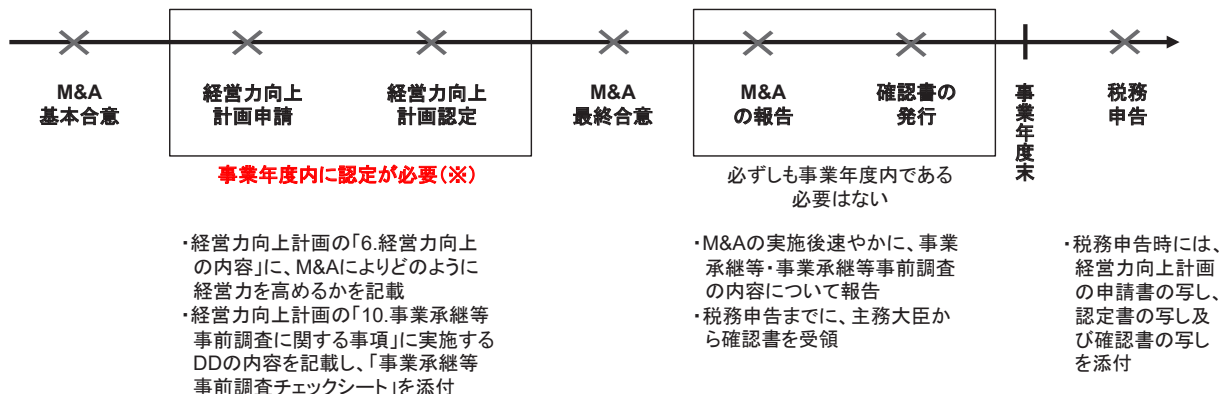 M&A
基本合意
経営力向上
計画申請
経営力向上
計画認定
M&A
最終合意
M&A
の報告
確認書の
発行
事業年度末
税務
申告
事業年度内に認定が必要(※)
必ずしも事業年度内である
必要はない
・経営力向上計画の「6.経営力向上
の内容」に、M&Aによりどのように
経営力を高めるかを記載
・経営力向上計画の「10.事業承継等
事前調査に関する事項」に実施する
DDの内容を記載し、「事業承継等
事前調査チェックシート」を添付
・M&Aの実施後速やかに、事業
承継等・事業承継等事前調査
の内容について報告
・税務申告までに、主務大臣か
ら確認書を受領
・税務申告時には、
経営力向上計画
の申請書の写し、
認定書の写し及
び確認書の写し
を添付